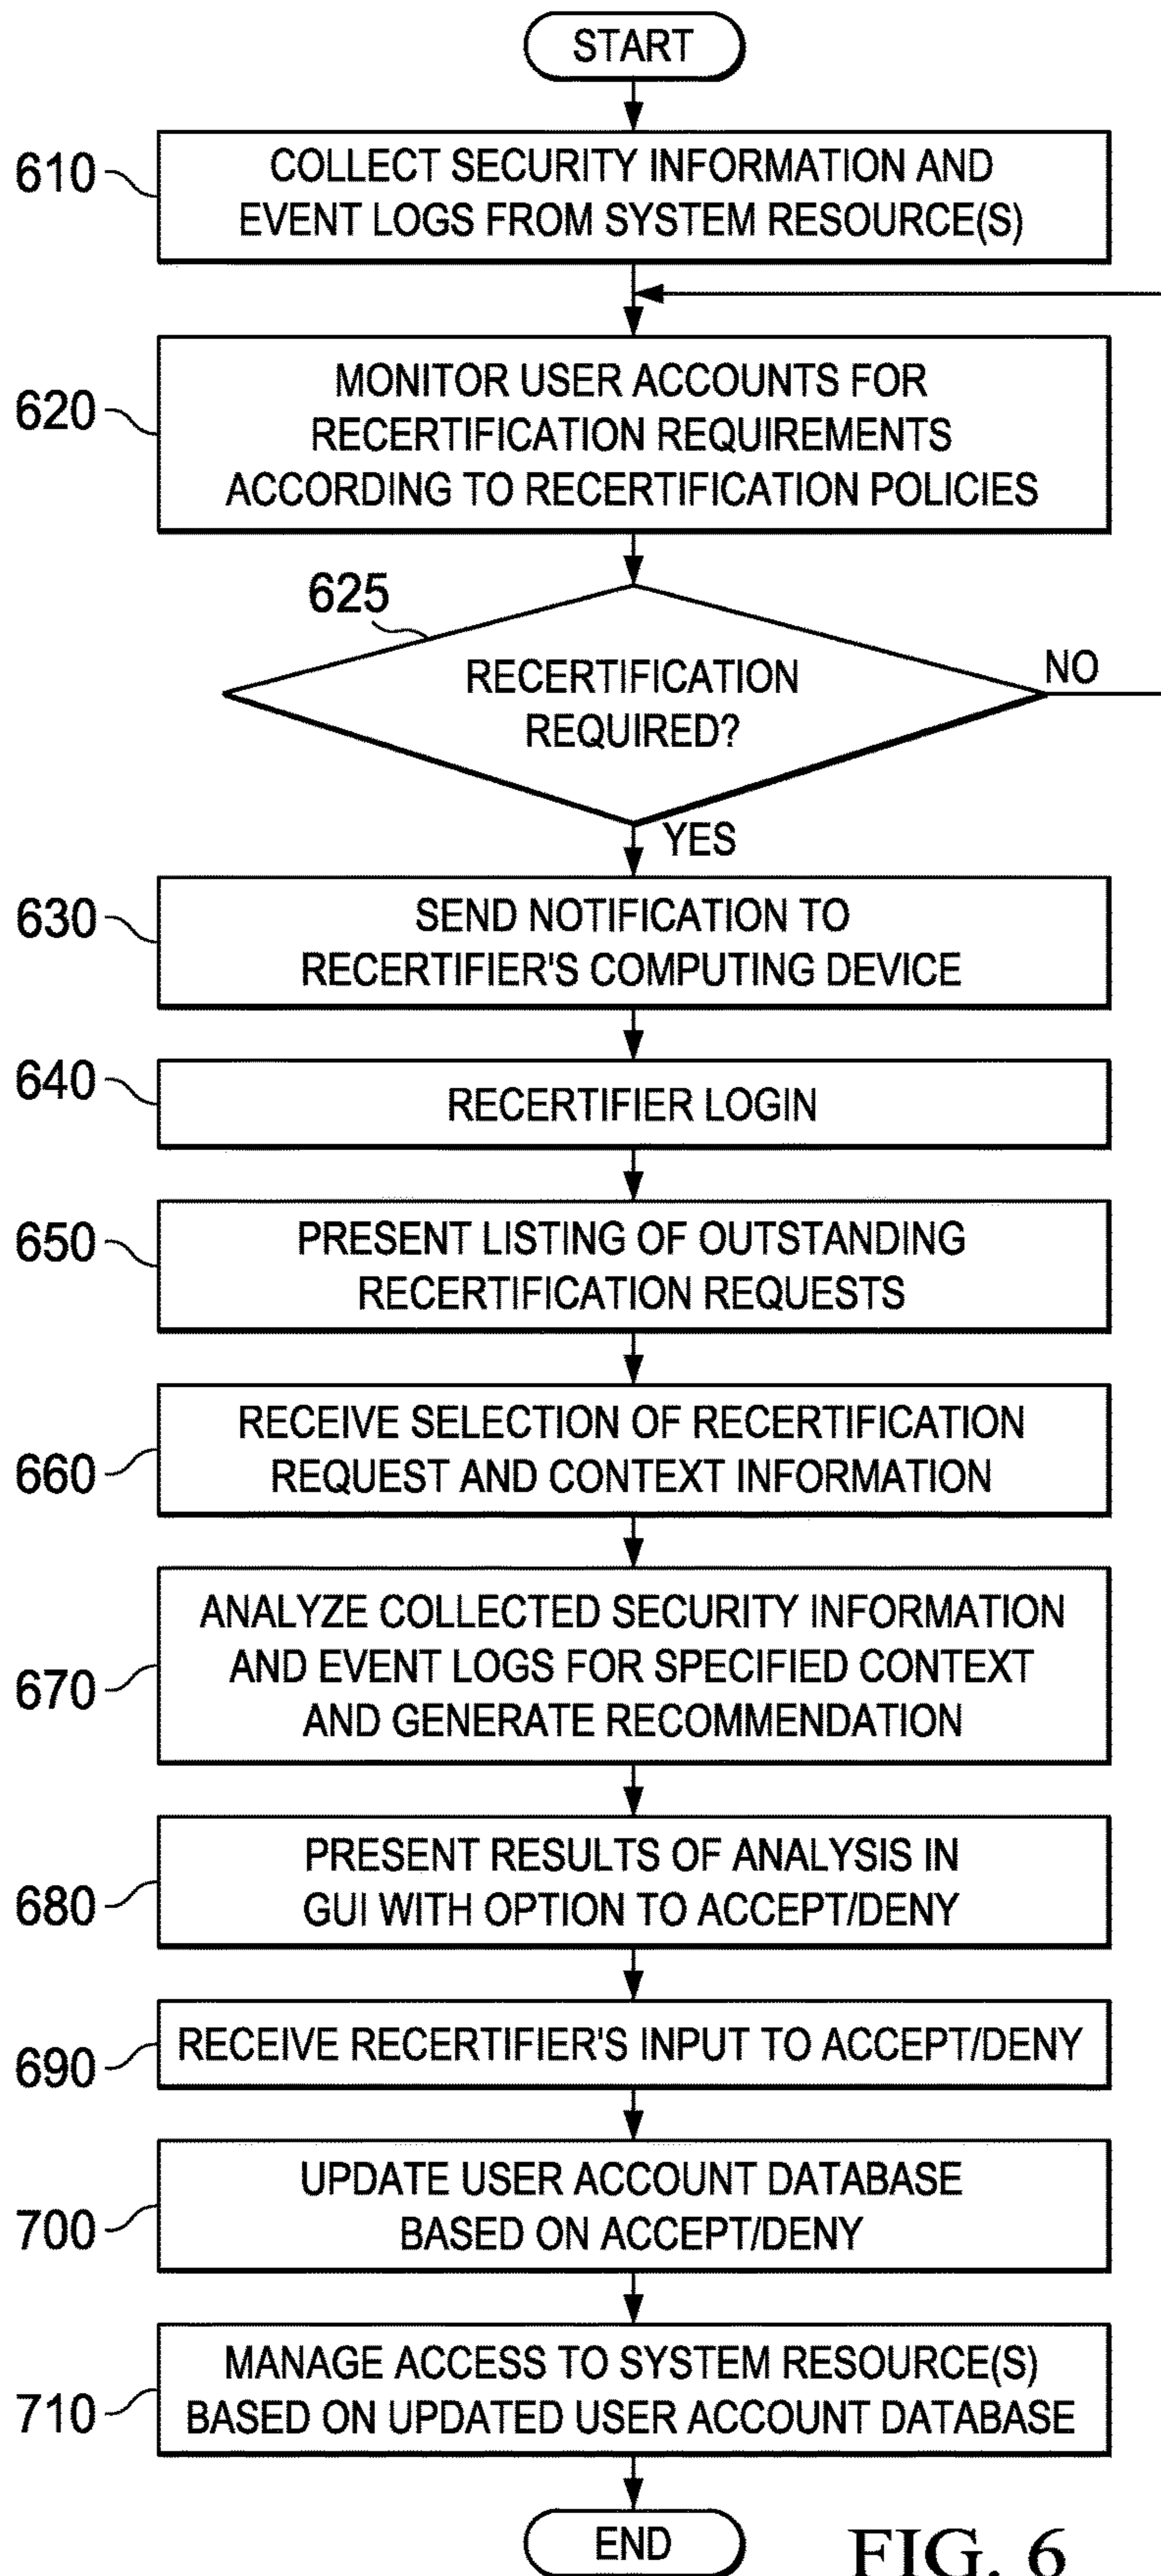 START
610
COLLECT SECURITY INFORMATION AND
EVENT LOGS FROM SYSTEM RESOURCE(S)
620
MONITOR USER ACCOUNTS FOR
RECERTIFICATION REQUIREMENTS
ACCORDING TO RECERTIFICATION POLICIES
625
RECERTIFICATION
REQUIRED?
NO
YES
630
SEND NOTIFICATION TO
RECERTIFIER'S COMPUTING DEVICE
640
RECERTIFIER LOGIN
650
PRESENT LISTING OF OUTSTANDING
RECERTIFICATION REQUESTS
660
RECEIVE SELECTION OF RECERTIFICATION
REQUEST AND CONTEXT INFORMATION
670
ANALYZE COLLECTED SECURITY INFORMATION
AND EVENT LOGS FOR SPECIFIED CONTEXT
AND GENERATE RECOMMENDATION
680
PRESENT RESULTS OF ANALYSIS IN
GUI WITH OPTION TO ACCEPT/DENY
690
RECEIVE RECERTIFIER'S INPUT TO ACCEPT/DENY
700
UPDATE USER ACCOUNT DATABASE
BASED ON ACCEPT/DENY
710
MANAGE ACCESS TO SYSTEM RESOURCE(S)
BASED ON UPDATED USER ACCOUNT DATABASE
END
FIG. 6